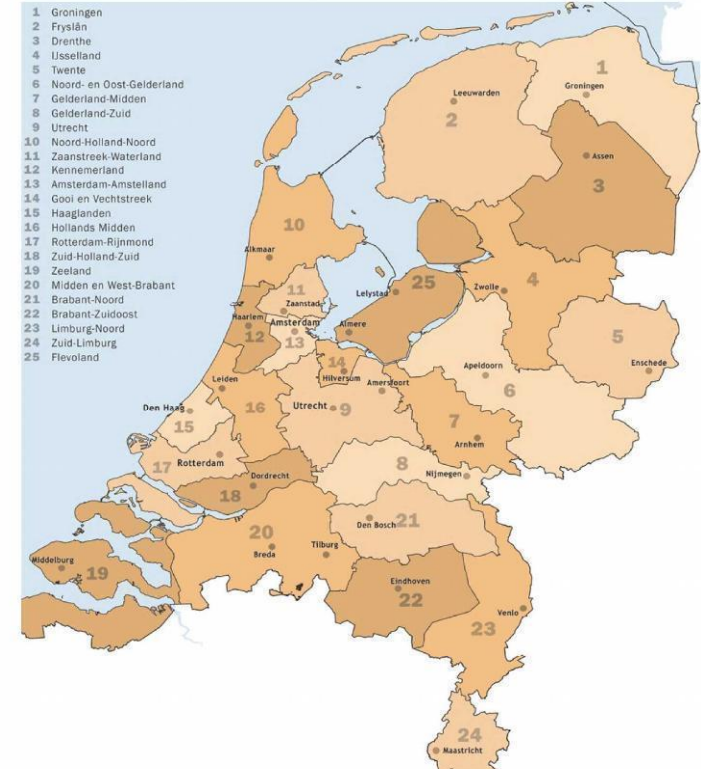 1 Groningen
2 Fryslân
3 Drenthe
4 IJsselland
5 Twente
6 Noord- en Oost-Gelderland
7 Gelderland-Midden
8 Gelderland-Zuid
9 Utrecht
10 Noord-Holland-Noord
11 Zaanstreek-Waterland
12 Kennemerland
13 Amsterdam-Amstelland
14 Gooi en Vechtstreek
15 Haaglanden
16 Hollands Midden
17 Rotterdam-Rijnmond
18 Zuid-Holland-Zuid
19 Zeeland
20 Midden en West-Brabant
21 Brabant-Noord
22 Brabant-Zuidoost
23 Limburg-Noord
24 Zuid-Limburg
25 Flevoland
1
Groningen
Leeuwarden
2
Assen
3
10
Alkmaar
11
Zaanstad
Lelystad
25
Zwolle
4
Haarlem
12
Amsterdam
13
Almere
5
Enschede
14
Hilversum
Amersfoort
Apeldoorn
6
Leiden
16
Utrecht
9
7
Arnhem
Den Haag
15
17
Rotterdam
8
Nijmegen
Dordrecht
18
Den Bosch
21
20
Breda
Tilburg
Middelburg
19
Eindhoven
22
Venlo
23
24
Maastricht